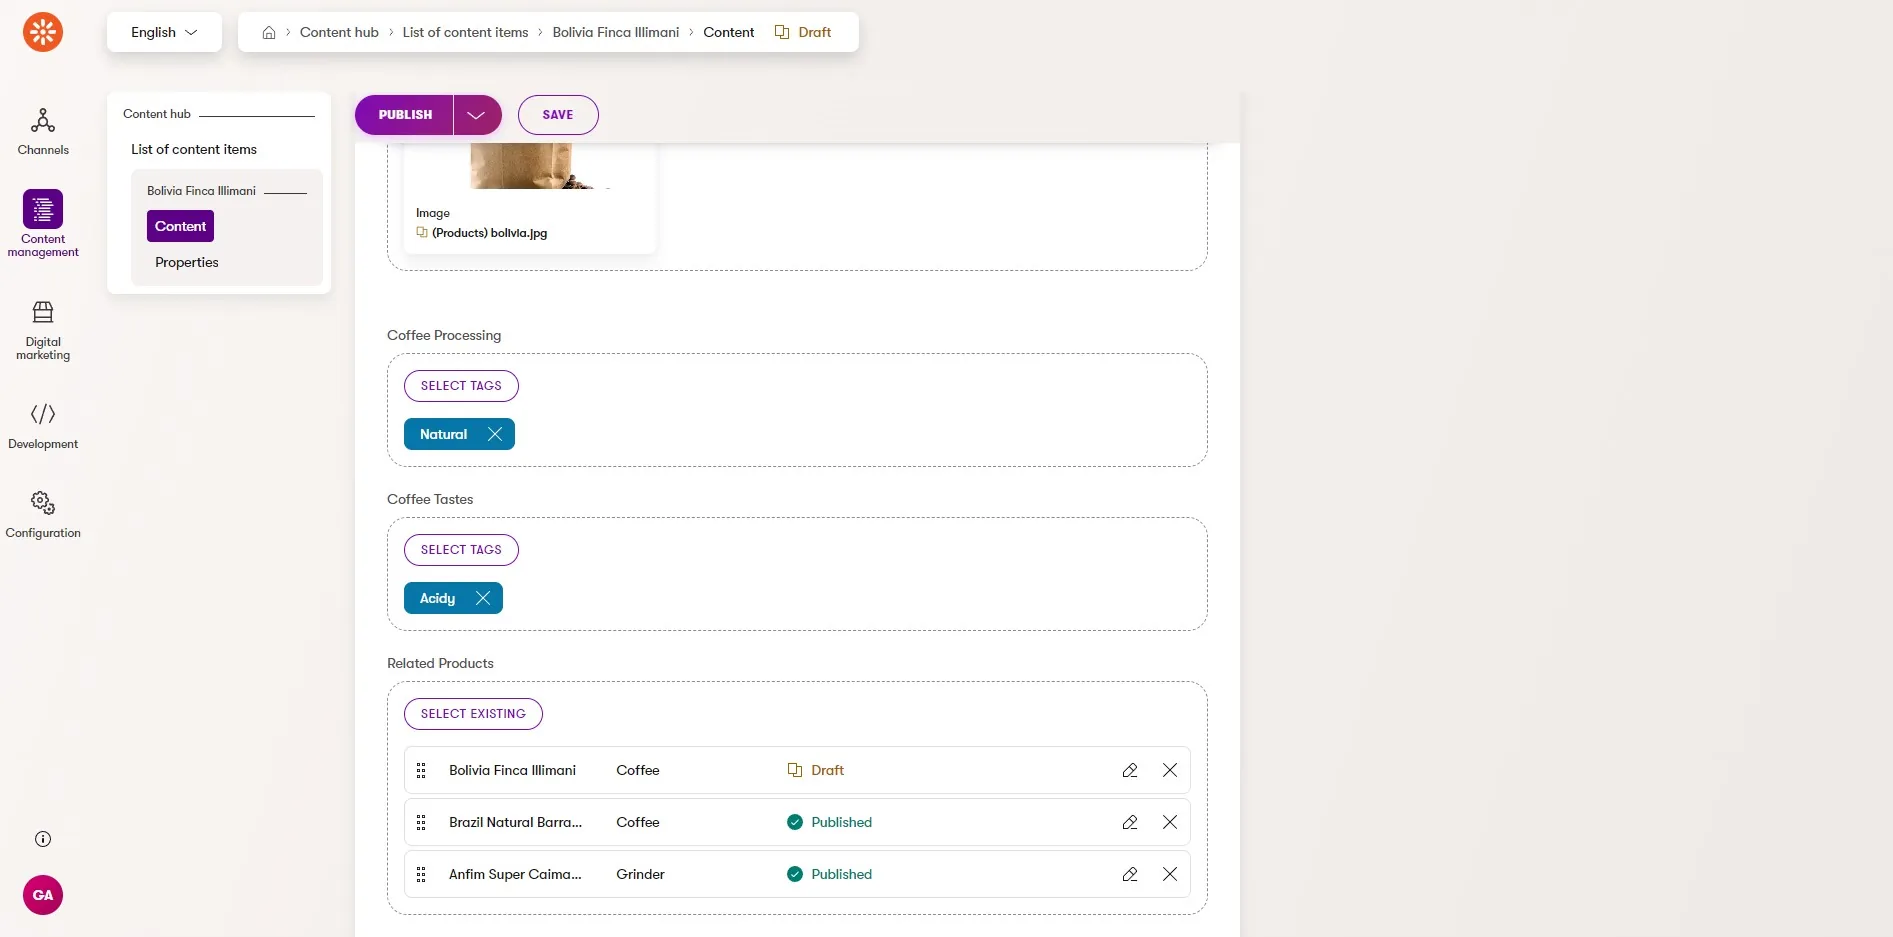 English
Content hub
List of content items
Bolivia Finca Illimani
Content
Draft
Channels
Content
management
Digital
marketing
Development
Configuration
GA
Content hub
List of content items
Bolivia Finca Illimani
Content
Properties
PUBLISH
SAVE
Image
(Products) bolivia.jpg
Coffee Processing
SELECT TAGS
Natural
Coffee Tastes
SELECT TAGS
Acidy
Related Products
SELECT EXISTING
Bolivia Finca Illimani Coffee Draft
Brazil Natural Barra... Coffee Published
Anfim Super Caima... Grinder Published